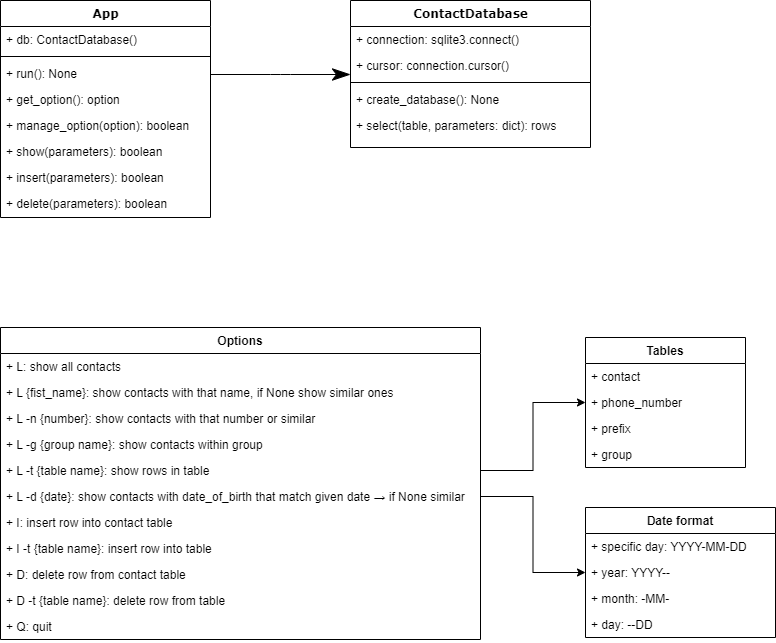 App
+ db: ContactDatabase()
+ run(): None
+ get_option(): option
+ manage_option(option): boolean
+ show(parameters): boolean
+ insert(parameters): boolean
+ delete(parameters): boolean
ContactDatabase
+ connection: sqlite3.connect()
+ cursor: connection.cursor()
+ create_database(): None
+ select(table, parameters: dict): rows
Options
+ L: show all contacts
+ L {fist_name}: show contacts with that name, if None show similar ones
+ L -n {number}: show contacts with that number or similar
+ L -g {group name}: show contacts within group
+ L -t {table name}: show rows in table
+ L -d {date}: show contacts with date_of_birth that match given date → if None similar
+ I: insert row into contact table
+ I -t {table name}: insert row into table
+ D: delete row from contact table
+ D -t {table name}: delete row from table
+ Q: quit
Tables
+ contact
+ phone_number
+ prefix
+ group
Date format
+ specific day: YYYY-MM-DD
+ year: YYYY--
+ month: -MM-
+ day: --DD